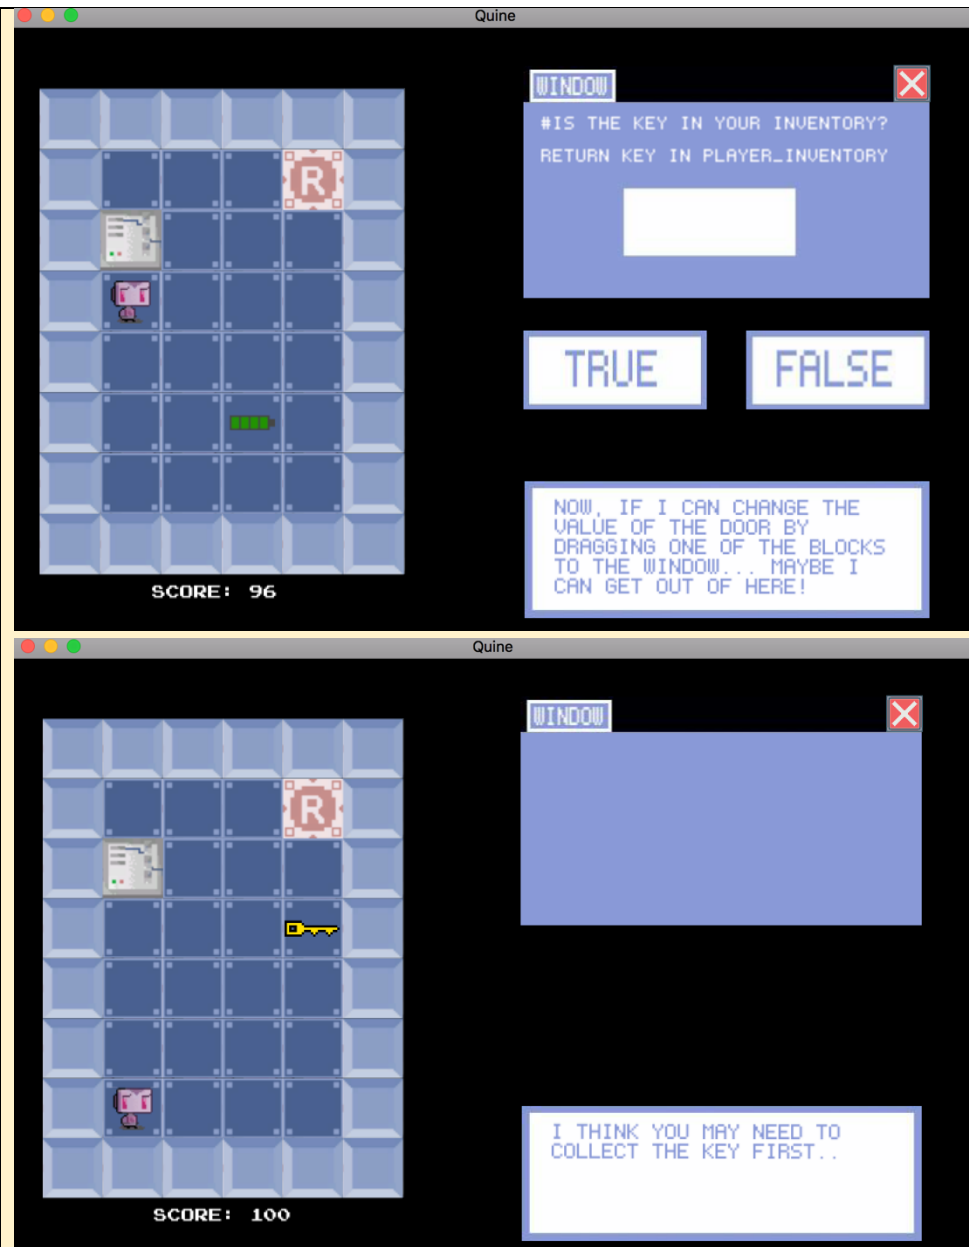 Quine
WINDOW
#IS THE KEY IN YOUR INVENTORY?
RETURN KEY IN PLAYER_INVENTORY
R
TRUE
FALSE
NOW, IF I CAN CHANGE THE
VALUE OF THE DOOR BY
DRAGGING ONE OF THE BLOCKS
TO THE WINDOW... MAYBE I
CAN GET OUT OF HERE!
SCORE: 96
Quine
WINDOW
R
I THINK YOU MAY NEED TO
COLLECT THE KEY FIRST..
SCORE: 100